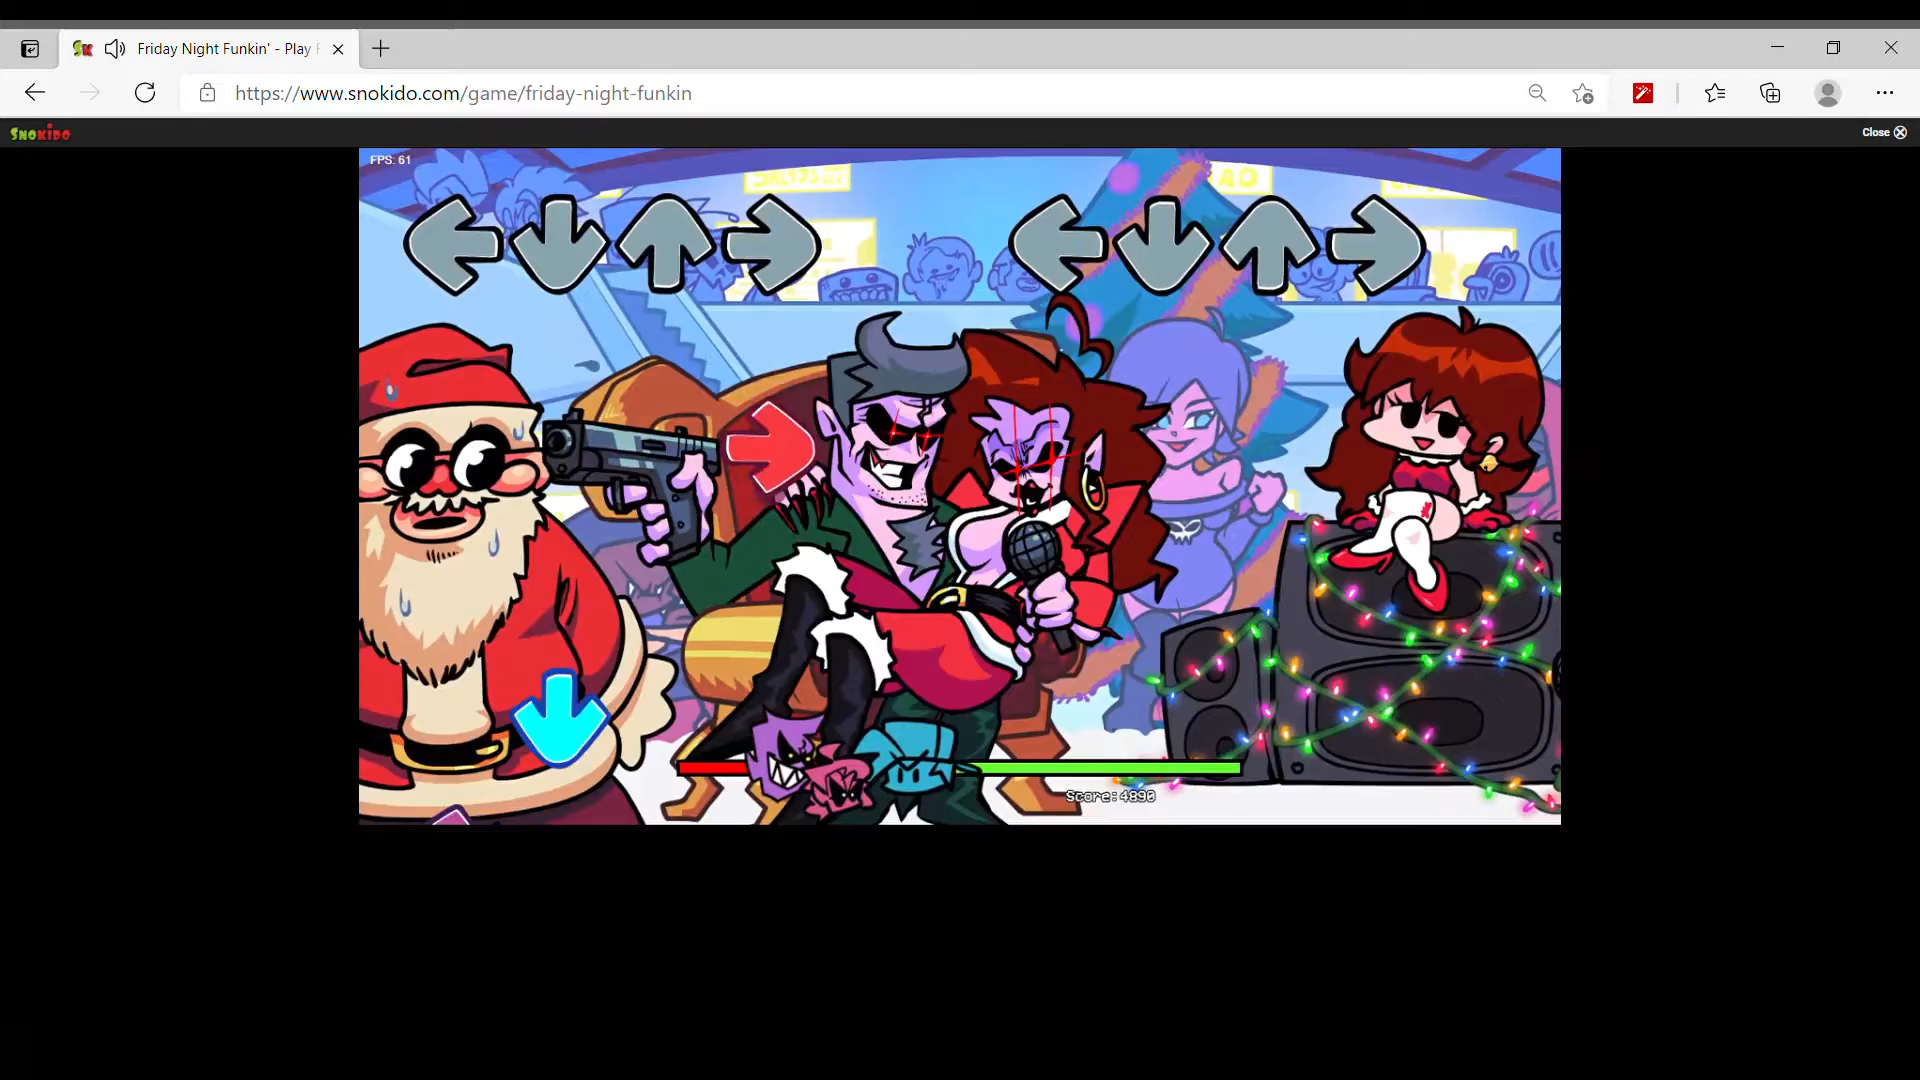 Friday Night Funkin' - Play
https://www.snokido.com/game/friday-night-funkin
SNOKIDO
Close
FPS: 61
Score:4890